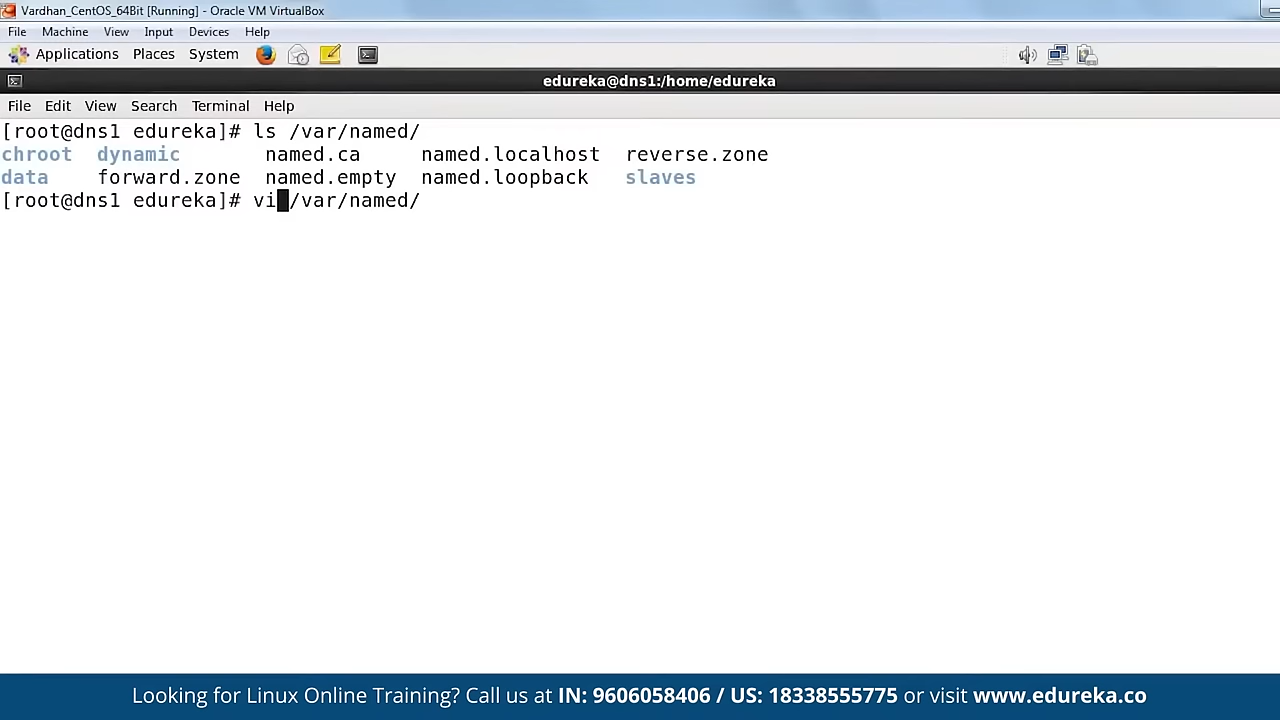 Vardhan_CentOS_64Bit [Running] - Oracle VM VirtualBox
File Machine View Input Devices Help
Applications Places System
edureka@dns1:/home/edureka
File Edit View Search Terminal Help
[root@dns1 edureka]# ls /var/named/
chroot dynamic named.ca named.localhost reverse.zone
data forward.zone named.empty named.loopback slaves
[root@dns1 edureka]# vi /var/named/
Looking for Linux Online Training? Call us at IN: 9606058406 / US: 18338555775 or visit www.edureka.co